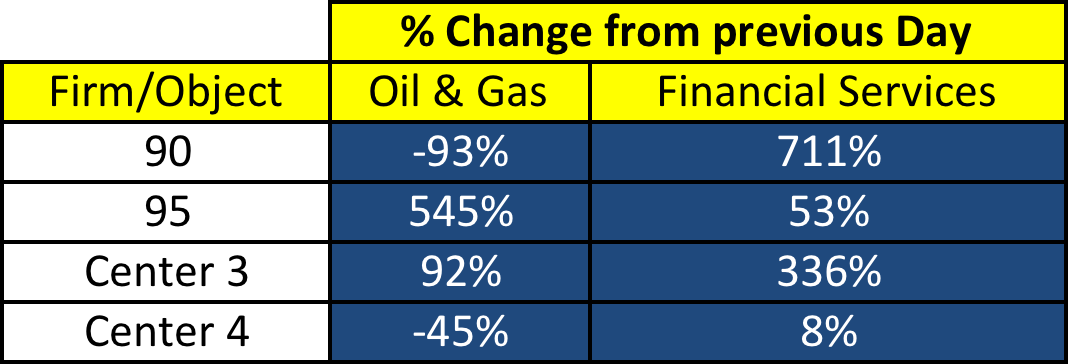 % Change from previous Day
Firm/Object Oil & Gas Financial Services
90 -93% 711%
95 545% 53%
Center 3 92% 336%
Center 4 -45% 8%